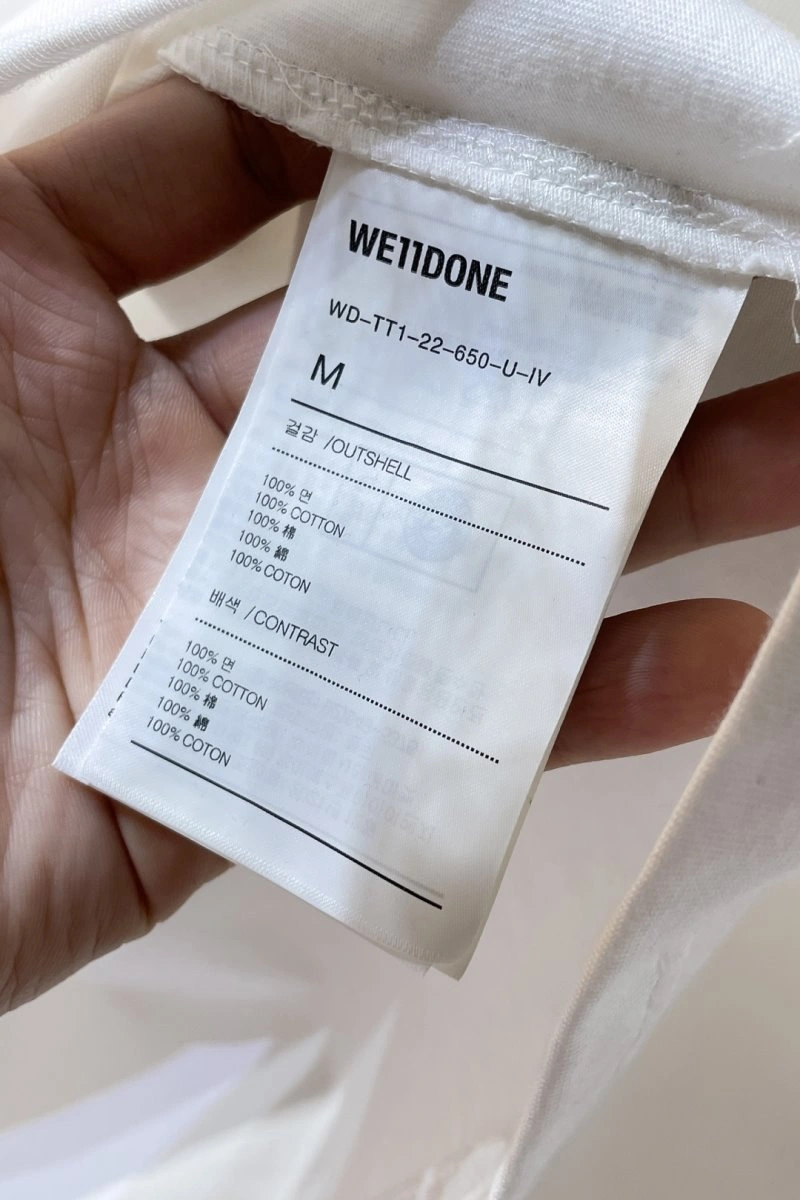 WE11DONE
WD-TT1-22-650-U-IV
M
겉감 /OUTSHELL
100% 면
100% COTTON
100% 棉
100% 綿
100% COTON
배색 /CONTRAST
100% 면
100% COTTON
100% 棉
100% 綿
100% COTON